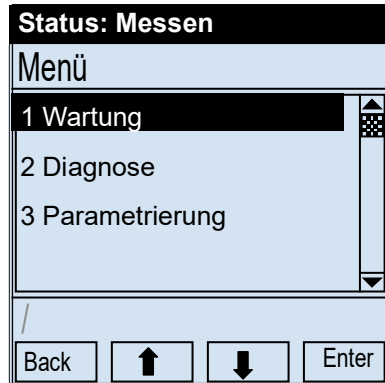 Status: Messen
Menü
1 Wartung
2 Diagnose
3 Parametrierung
/
Back
Enter